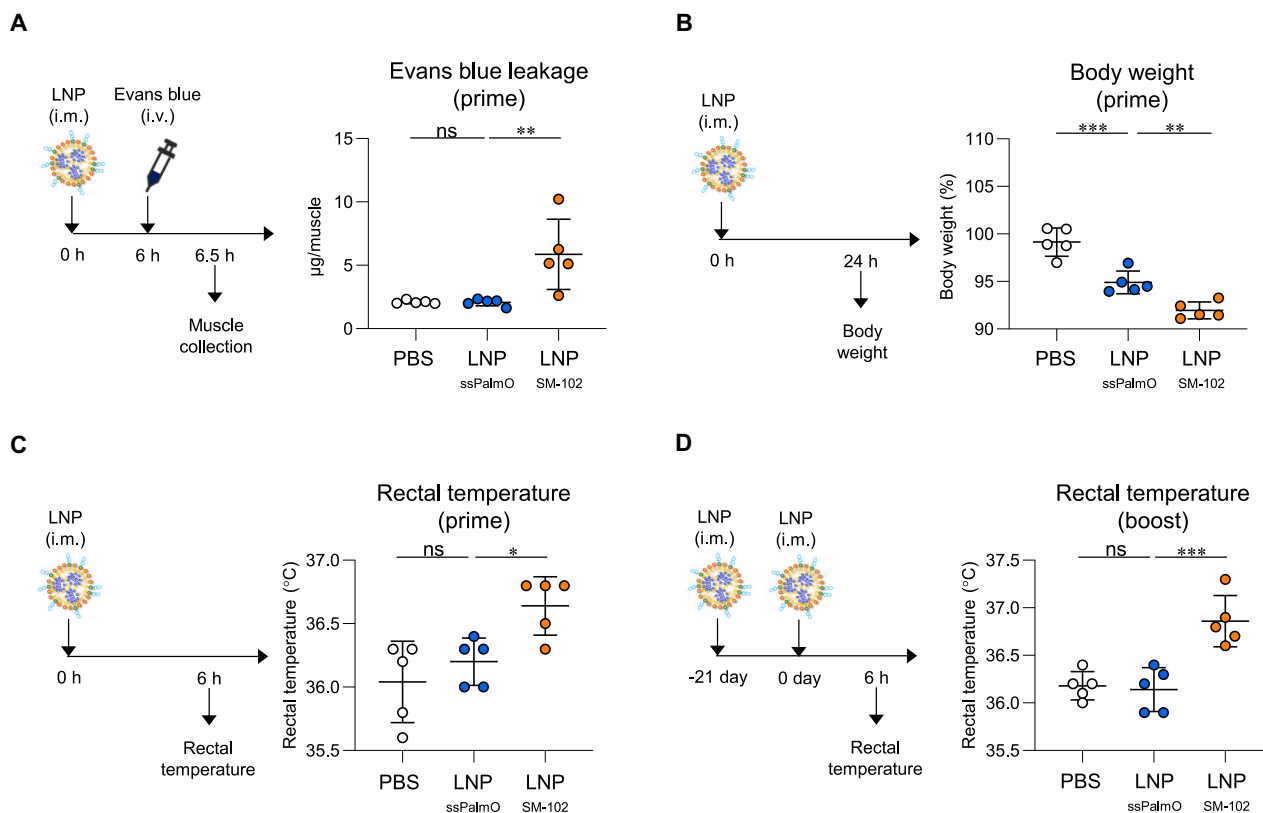 A
LNP
(i.m.)
Evans blue
(i.v.)
0 h
6 h
6.5 h
Muscle
collection
Evans blue leakage
(prime)
ns
**
15
10
5
0
µg/muscle
PBS
LNP
ssPalmO
LNP
SM-102
B
LNP
(i.m.)
0 h
24 h
Body
weight
Body weight
(prime)
***
**
110
105
100
95
90
Body weight (%)
PBS
LNP
ssPalmO
LNP
SM-102
C
LNP
(i.m.)
0 h
6 h
Rectal
temperature
Rectal temperature
(prime)
ns
*
37.0
36.5
36.0
35.5
Rectal temperature (°C)
PBS
LNP
ssPalmO
LNP
SM-102
D
LNP
(i.m.)
LNP
(i.m.)
-21 day
0 day
6 h
Rectal
temperature
Rectal temperature
(boost)
ns
***
37.5
37.0
36.5
36.0
35.5
Rectal temperature (°C)
PBS
LNP
ssPalmO
LNP
SM-102